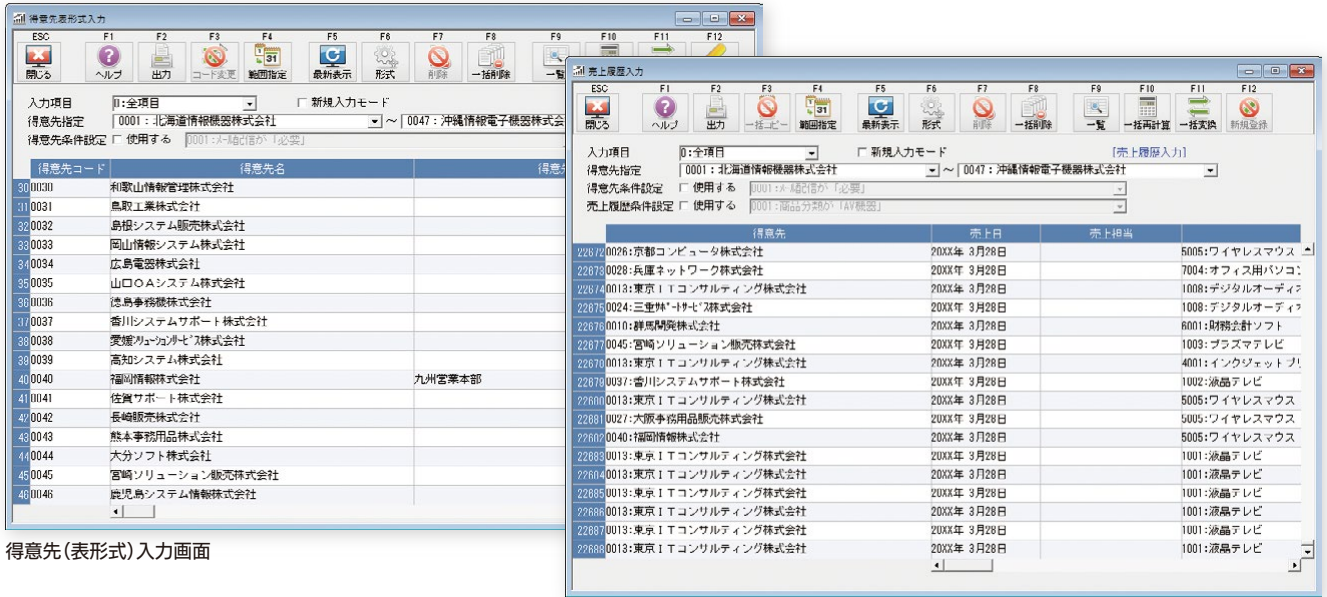 得意先表形式入力
ESC F1 F2 F3 F4 F5 F6 F7 F8 F9 F10 F11 F12
閉じる ヘルプ 出力 コード変更 範囲指定 最新表示 形式 削除 一括削除 一覧
入力項目 0:全項目 新規入力モード
得意先指定 0001:北海道情報機器株式会社 ～ 0047:沖縄情報電子機器株式会
得意先条件設定 使用する 0001:ﾒｰﾙ配信が「必要」
得意先コード 得意先名 得意先
30 0030 和歌山情報管理株式会社
31 0031 鳥取工業株式会社
32 0032 島根システム販売株式会社
33 0033 岡山情報システム株式会社
34 0034 広島電器株式会社
35 0035 山口OAシステム株式会社
36 0036 徳島事務機株式会社
37 0037 香川システムサポート株式会社
38 0038 愛媛ｿﾘｭｰｼｮﾝｻｰﾋﾞｽ株式会社
39 0039 高知システム株式会社
40 0040 福岡情報株式会社 九州営業本部
41 0041 佐賀サポート株式会社
42 0042 長崎販売株式会社
43 0043 熊本事務用品株式会社
44 0044 大分ソフト株式会社
45 0045 宮崎ソリューション販売株式会社
46 0046 鹿児島システム情報株式会社
得意先(表形式)入力画面
売上履歴入力
ESC F1 F2 F3 F4 F5 F6 F7 F8 F9 F10 F11 F12
閉じる ヘルプ 出力 一括コピー 範囲指定 最新表示 形式 削除 一括削除 一覧 一括再計算 一括変換 新規登録
入力項目 0:全項目 新規入力モード [売上履歴入力]
得意先指定 0001:北海道情報機器株式会社 ～ 0047:沖縄情報電子機器株式会社
得意先条件設定 使用する 0001:ﾒｰﾙ配信が「必要」
売上履歴条件設定 使用する 0001:商品分類が「AV機器」
得意先 売上日 売上担当
22672 0026:京都コンピュータ株式会社 20XX年 3月28日 5005:ワイヤレスマウス
22673 0028:兵庫ネットワーク株式会社 20XX年 3月28日 7004:オフィス用パソコン
22674 0013:東京ITコンサルティング株式会社 20XX年 3月28日 1008:デジタルオーディオ
22675 0024:三重ｻﾎﾟｰﾄｻｰﾋﾞｽ株式会社 20XX年 3月28日 1008:デジタルオーディオ
22676 0010:群馬開発株式会社 20XX年 3月28日 6001:財務会計ソフト
22677 0045:宮崎ソリューション販売株式会社 20XX年 3月28日 1003:プラズマテレビ
22678 0013:東京ITコンサルティング株式会社 20XX年 3月28日 4001:インクジェットプリ
22679 0037:香川システムサポート株式会社 20XX年 3月28日 1002:液晶テレビ
22680 0013:東京ITコンサルティング株式会社 20XX年 3月28日 5005:ワイヤレスマウス
22681 0027:大阪事務用品販売株式会社 20XX年 3月28日 5005:ワイヤレスマウス
22682 0040:福岡情報株式会社 20XX年 3月28日 5005:ワイヤレスマウス
22683 0013:東京ITコンサルティング株式会社 20XX年 3月28日 1001:液晶テレビ
22684 0013:東京ITコンサルティング株式会社 20XX年 3月28日 1001:液晶テレビ
22685 0013:東京ITコンサルティング株式会社 20XX年 3月28日 1001:液晶テレビ
22686 0013:東京ITコンサルティング株式会社 20XX年 3月28日 1001:液晶テレビ
22687 0013:東京ITコンサルティング株式会社 20XX年 3月28日 1001:液晶テレビ
22688 0013:東京ITコンサルティング株式会社 20XX年 3月28日 1001:液晶テレビ